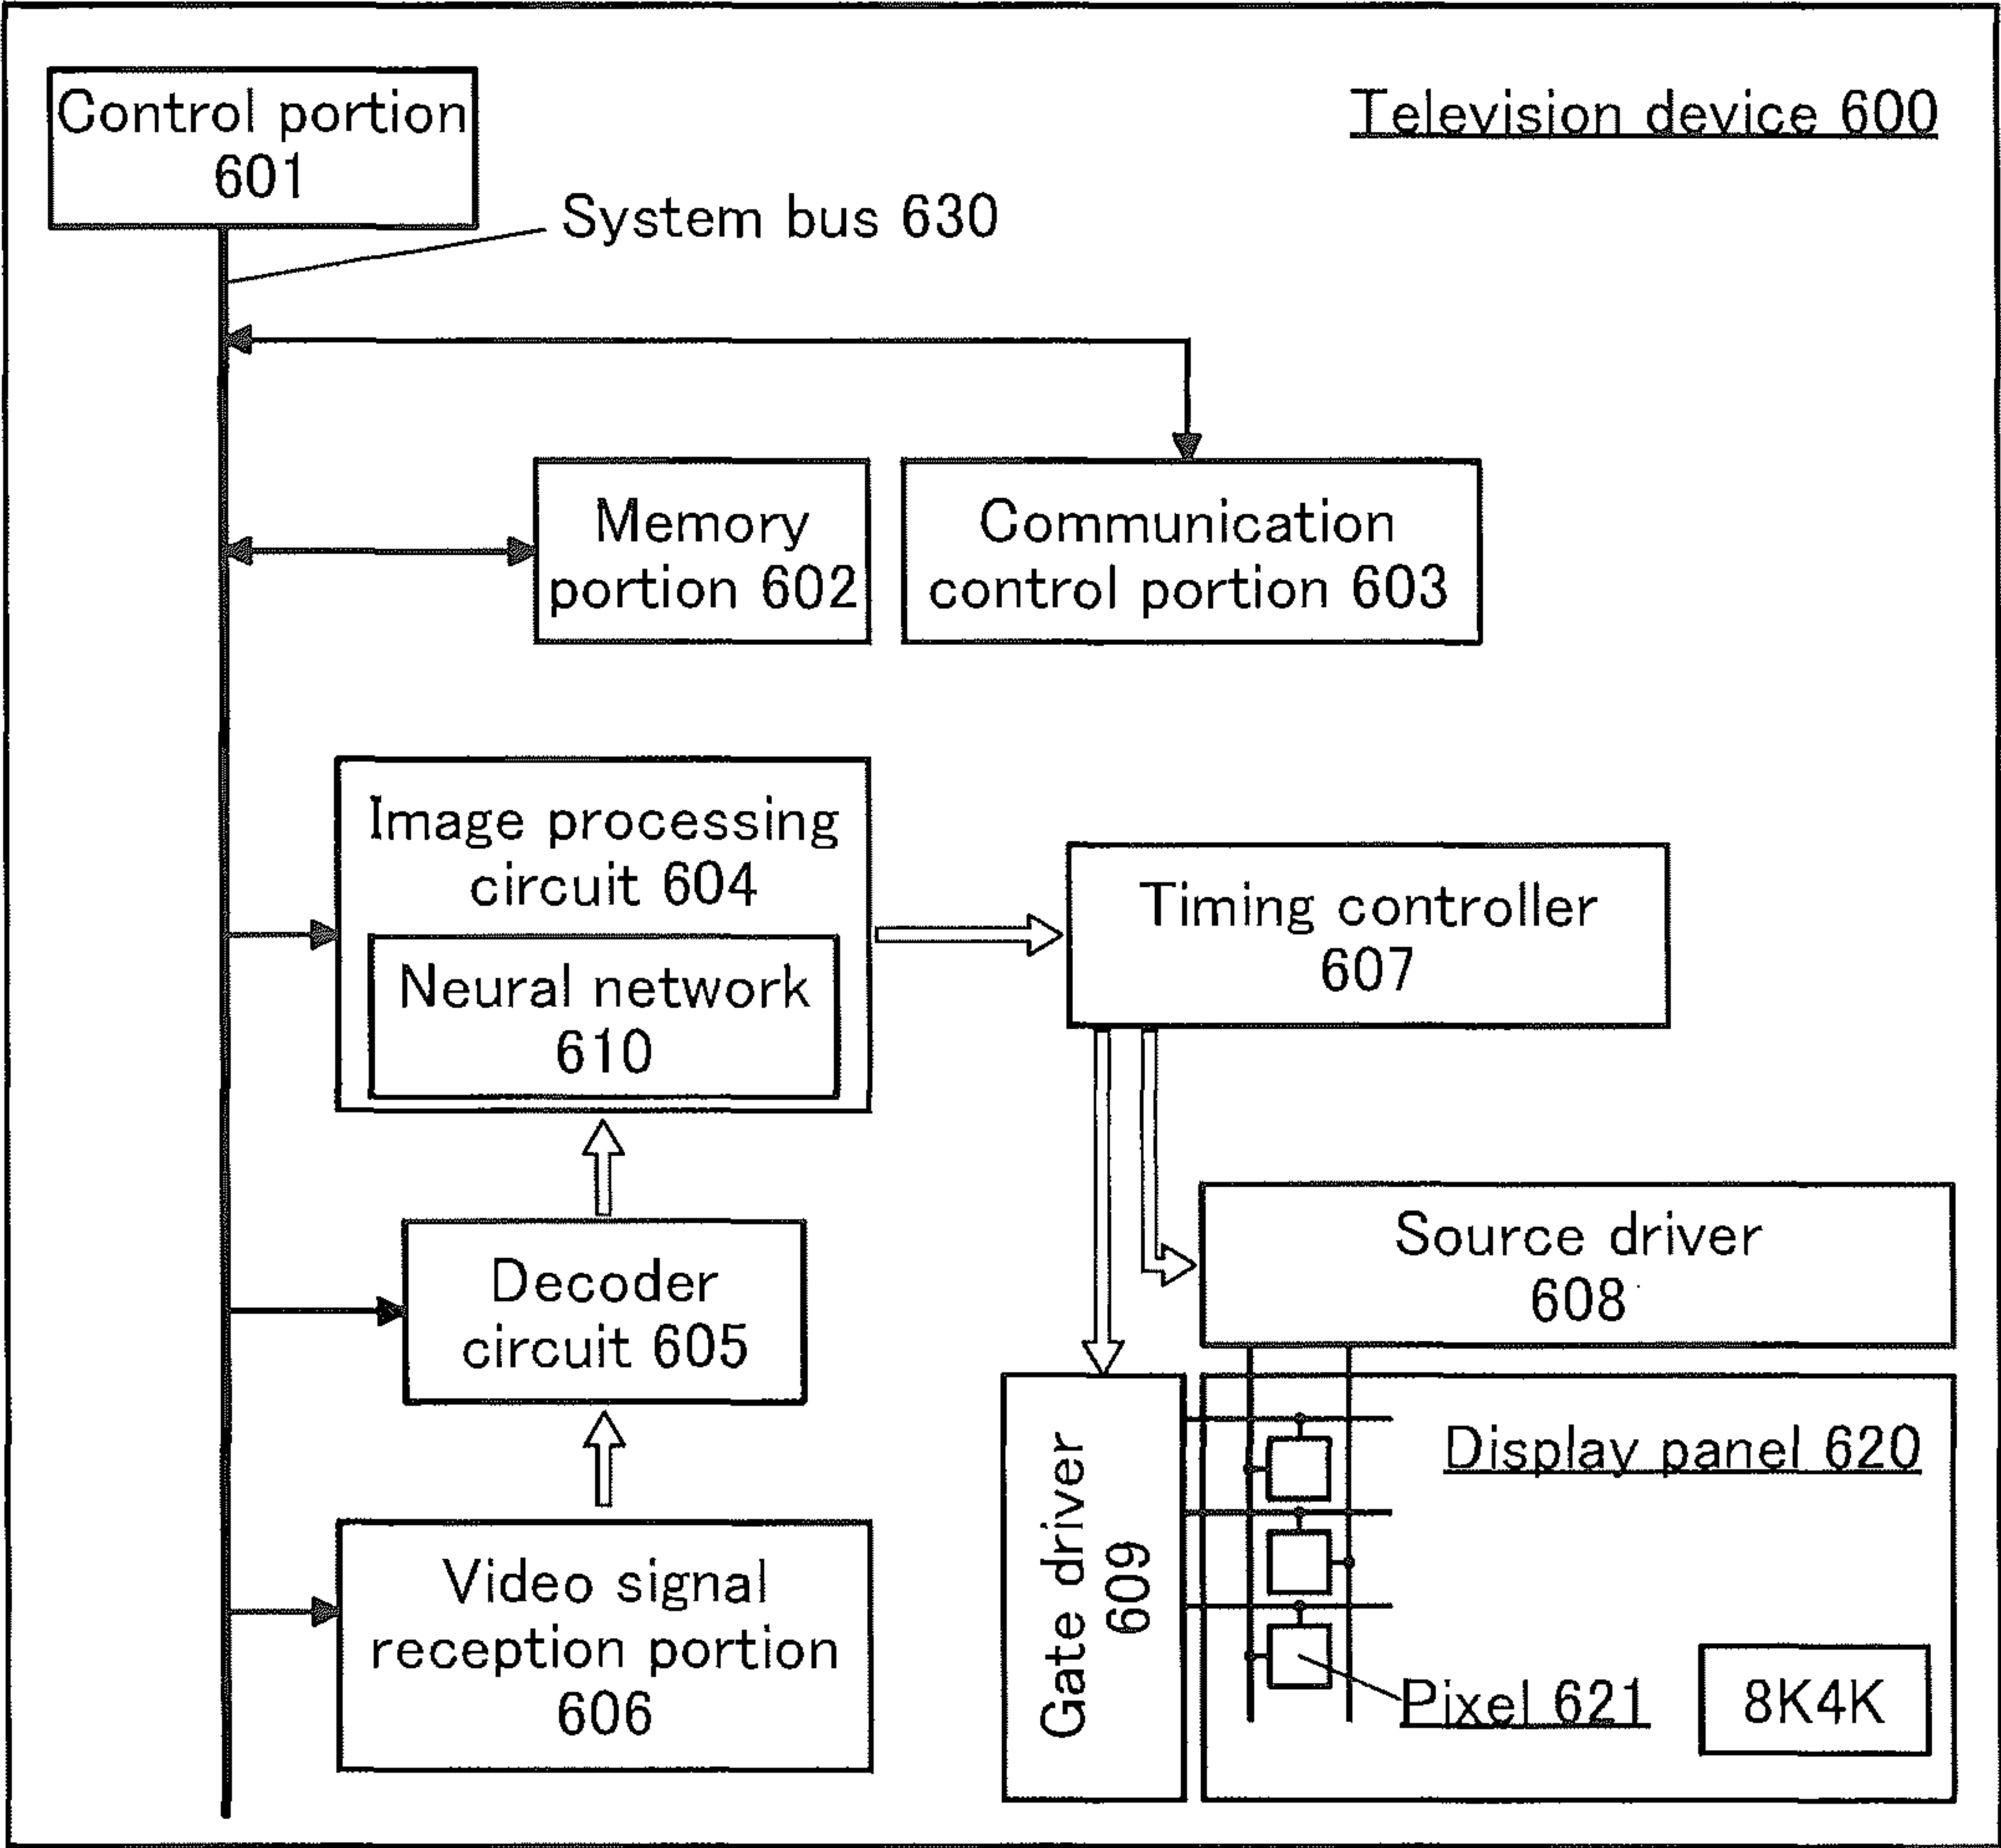 Control portion
601
Television device 600
System bus 630
Memory
portion 602
Communication
control portion 603
Image processing
circuit 604
Neural network
610
Timing controller
607
Decoder
circuit 605
Source driver
608
Video signal
reception portion
606
Gate driver
609
Display panel 620
Pixel 621
8K4K